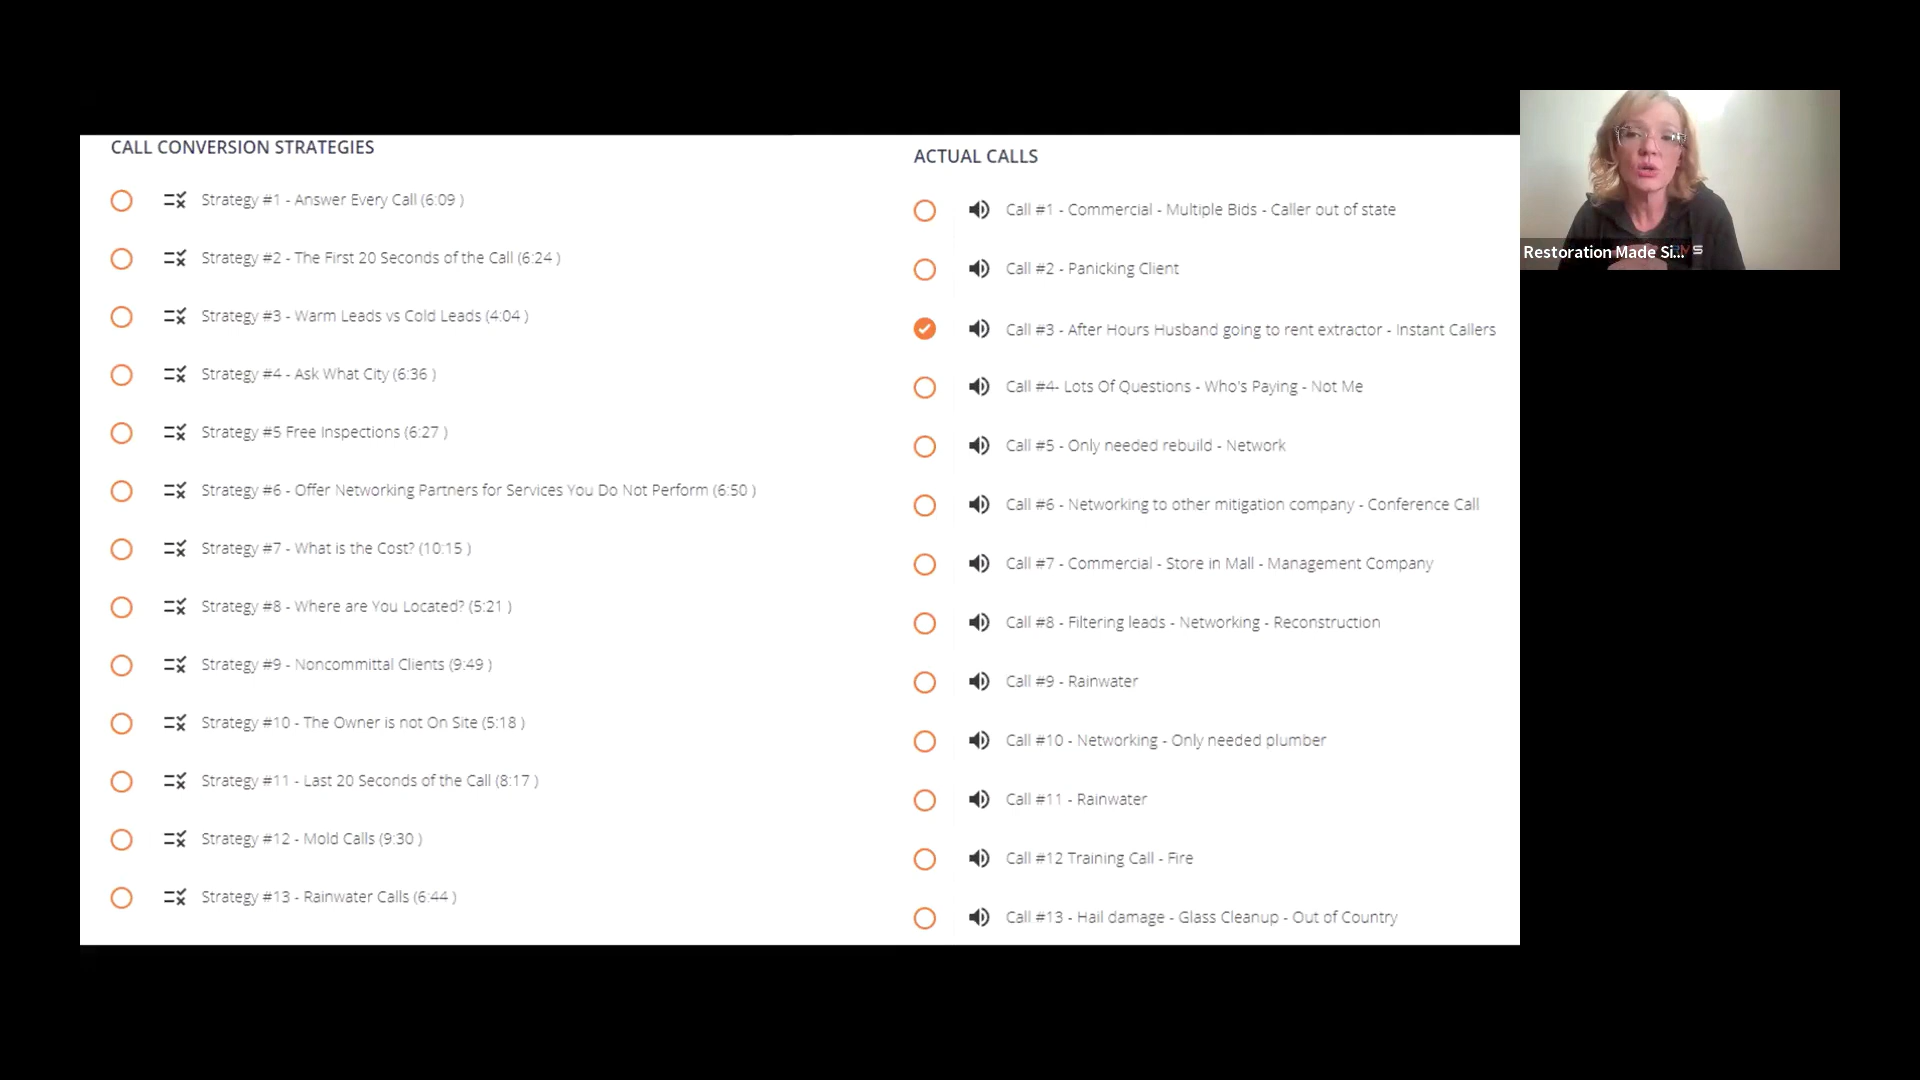 CALL CONVERSION STRATEGIES
Strategy #1 - Answer Every Call (6:09 )
Strategy #2 - The First 20 Seconds of the Call (6:24 )
Strategy #3 - Warm Leads vs Cold Leads (4:04 )
Strategy #4 - Ask What City (6:36 )
Strategy #5 Free Inspections (6:27 )
Strategy #6 - Offer Networking Partners for Services You Do Not Perform (6:50 )
Strategy #7 - What is the Cost? (10:15 )
Strategy #8 - Where are You Located? (5:21 )
Strategy #9 - Noncommittal Clients (9:49 )
Strategy #10 - The Owner is not On Site (5:18 )
Strategy #11 - Last 20 Seconds of the Call (8:17 )
Strategy #12 - Mold Calls (9:30 )
Strategy #13 - Rainwater Calls (6:44 )
ACTUAL CALLS
Call #1 - Commercial - Multiple Bids - Caller out of state
Call #2 - Panicking Client
Call #3 - After Hours Husband going to rent extractor - Instant Callers
Call #4- Lots Of Questions - Who's Paying - Not Me
Call #5 - Only needed rebuild - Network
Call #6 - Networking to other mitigation company - Conference Call
Call #7 - Commercial - Store in Mall - Management Company
Call #8 - Filtering leads - Networking - Reconstruction
Call #9 - Rainwater
Call #10 - Networking - Only needed plumber
Call #11 - Rainwater
Call #12 Training Call - Fire
Call #13 - Hail damage - Glass Cleanup - Out of Country
Restoration Made Si...